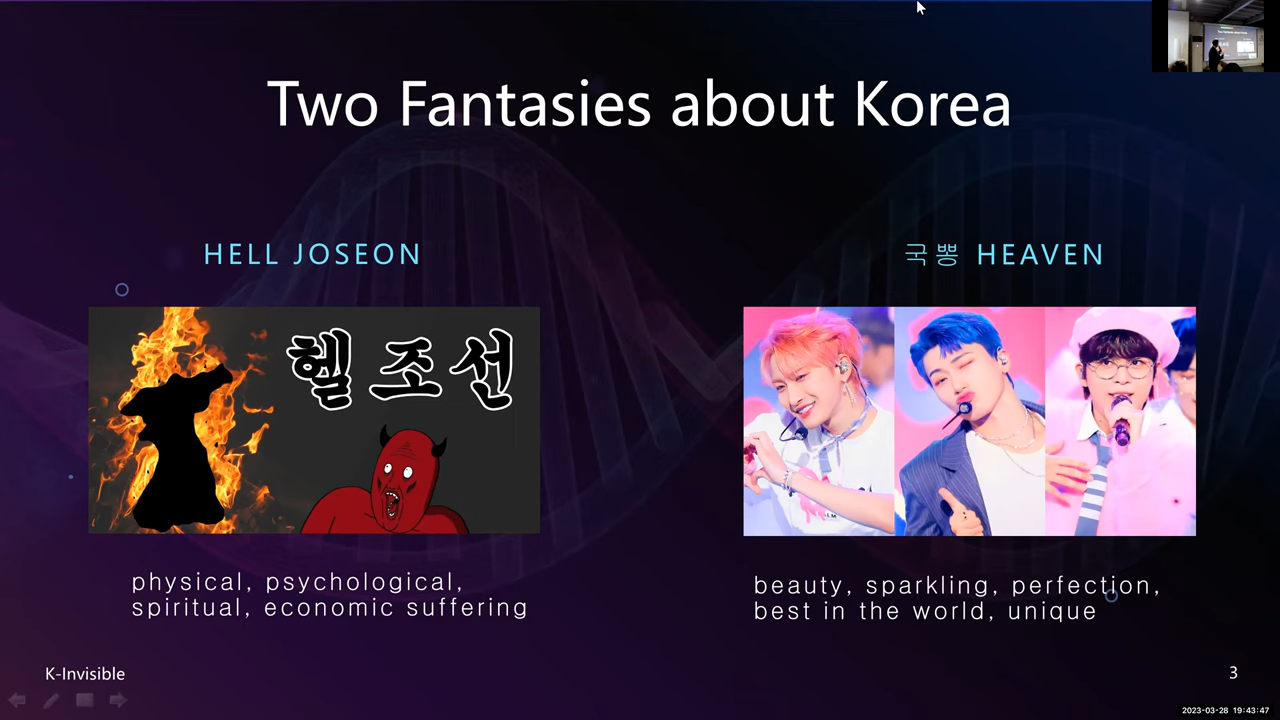 Two Fantasies about Korea
HELL JOSEON
헬조선
physical, psychological,
spiritual, economic suffering
국뽕 HEAVEN
beauty, sparkling, perfection,
best in the world, unique
K-Invisible
3
2023-03-28 19:43:47